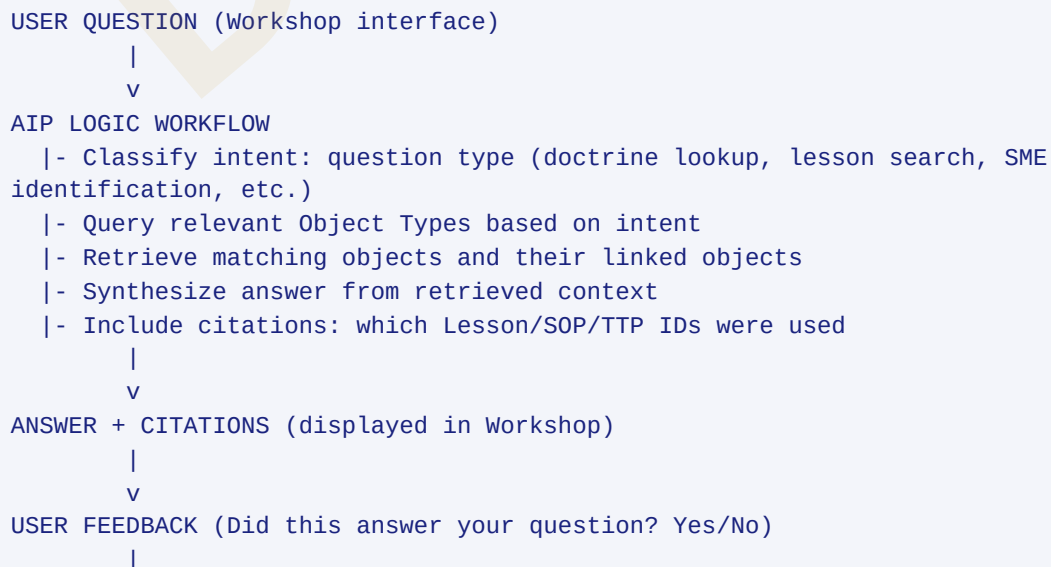 USER QUESTION (Workshop interface)
|
v
AIP LOGIC WORKFLOW
|- Classify intent: question type (doctrine lookup, lesson search, SME
identification, etc.)
|- Query relevant Object Types based on intent
|- Retrieve matching objects and their linked objects
|- Synthesize answer from retrieved context
|- Include citations: which Lesson/SOP/TTP IDs were used
|
v
ANSWER + CITATIONS (displayed in Workshop)
|
v
USER FEEDBACK (Did this answer your question? Yes/No)
|